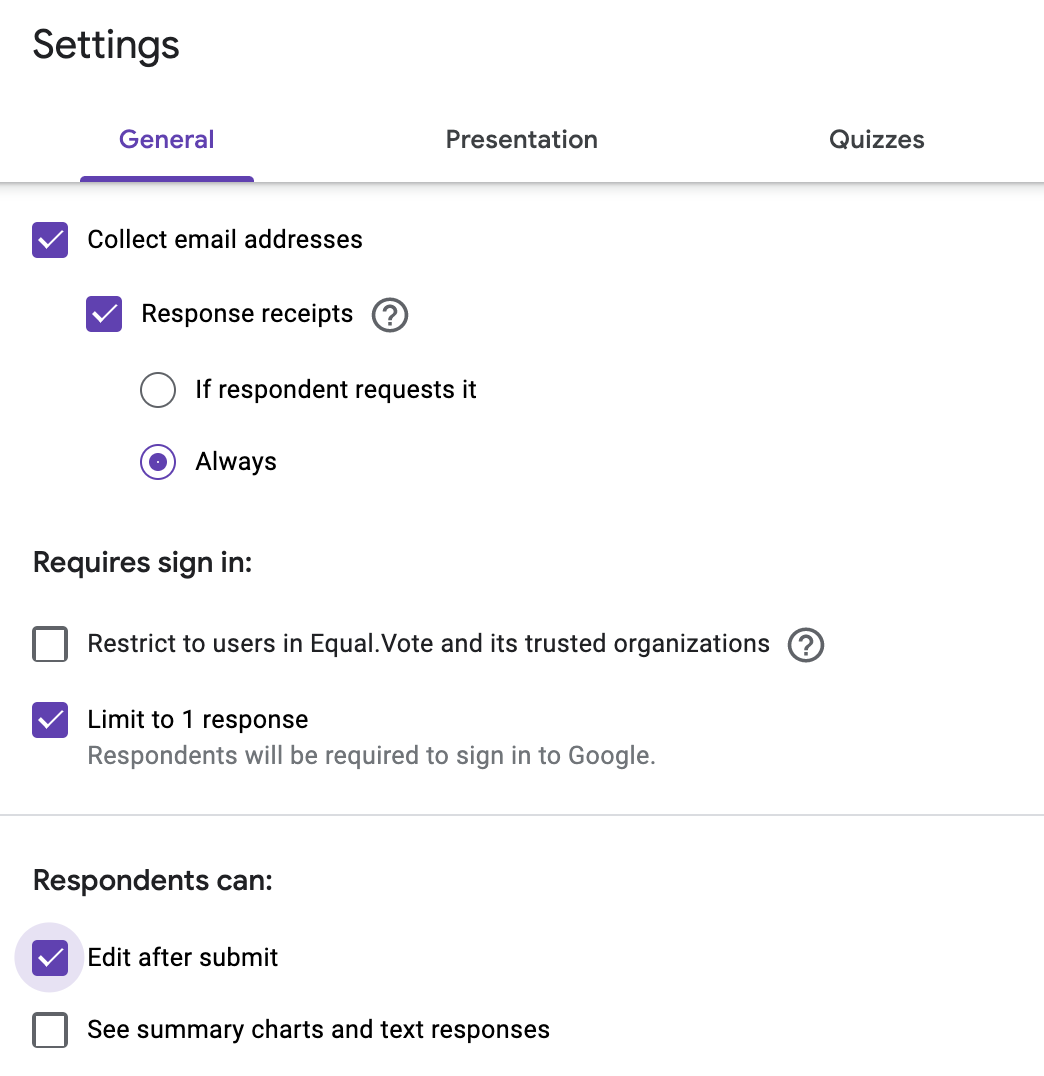 Settings
General Presentation Quizzes
Collect email addresses
Response receipts ?
If respondent requests it
Always
Requires sign in:
Restrict to users in Equal.Vote and its trusted organizations ?
Limit to 1 response
Respondents will be required to sign in to Google.
Respondents can:
Edit after submit
See summary charts and text responses